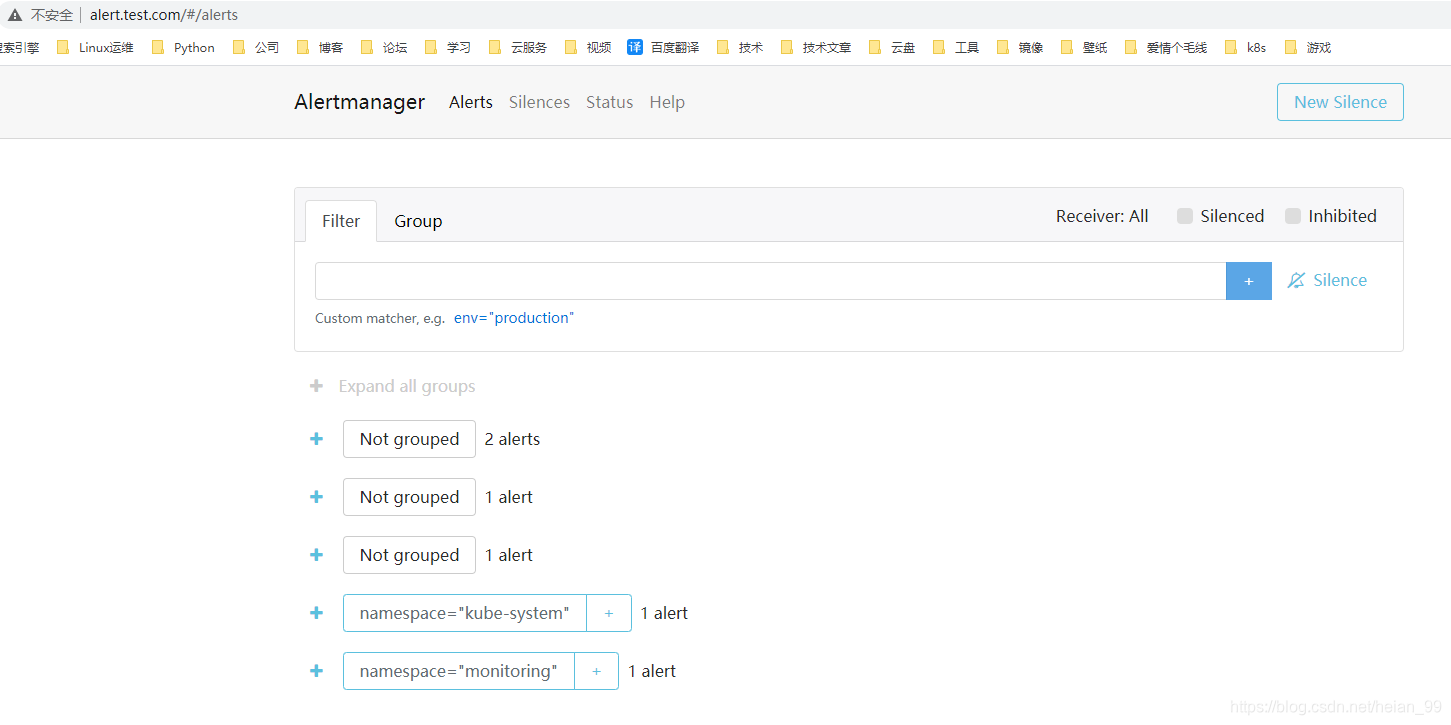 不安全 alert.test.com/#/alerts
索引擎 Linux运维 Python 公司 博客 论坛 学习 云服务 视频 译 百度翻译 技术 技术文章 云盘 工具 镜像 壁纸 爱情个毛线 k8s 游戏
Alertmanager Alerts Silences Status Help New Silence
Filter Group Receiver: All Silenced Inhibited
+ Silence
Custom matcher, e.g. env="production"
+ Expand all groups
+ Not grouped 2 alerts
+ Not grouped 1 alert
+ Not grouped 1 alert
+ namespace="kube-system" + 1 alert
+ namespace="monitoring" + 1 alert
https://blog.csdn.net/heian_99